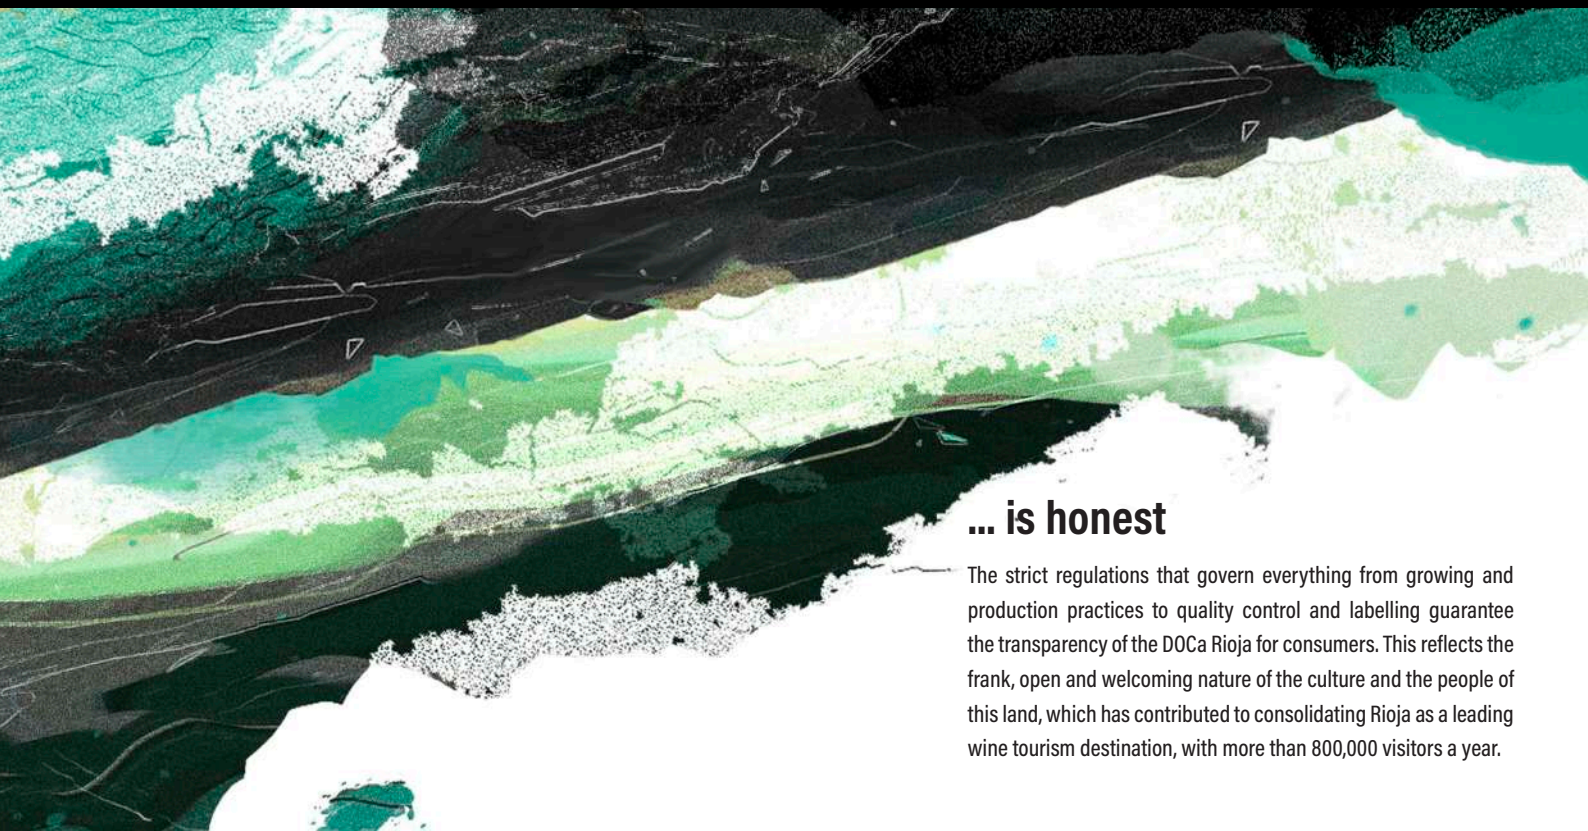 ... is honest
The strict regulations that govern everything from growing and
production practices to quality control and labelling guarantee
the transparency of the DOCa Rioja for consumers. This reflects the
frank, open and welcoming nature of the culture and the people of
this land, which has contributed to consolidating Rioja as a leading
wine tourism destination, with more than 800,000 visitors a year.